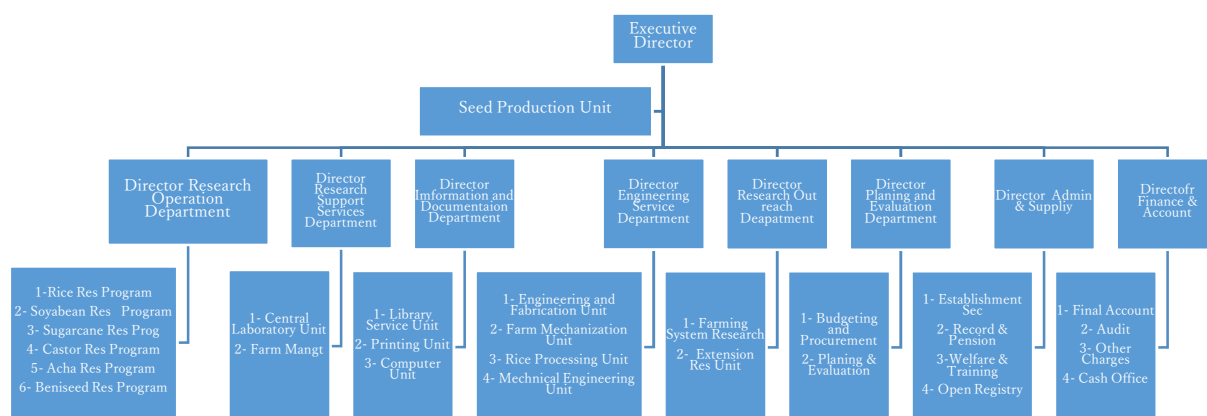 Executive
Director
Seed Production Unit
Director Research
Operation
Department
Director
Research
Support
Services
Department
Director
Imformation and
Documentaion
Department
Director
Engineering
Service
Department
Director
Research Out
reach
Deapatment
Director
Planing and
Evaluation
Department
Director  Admin
& Supplly
Directofr
Finance &
Account
1-Rice Res Program
2- Soyabean Res  Program
3- Sugarcane Res Prog
4- Castor Res Program
5- Acha Res Program
6- Beniseed Res Program
1- Central
Laboratory Unit
2- Farm Mangt
1- Library
Service Unit
2- Printing Unit
3- Computer
Unit
1- Engineering and
Fabrication Unit
2- Farm Mechanization
Unit
3- Rice Processing Unit
4- Mechnical Engineering
Unit
1- Farming
System Research
2- Extension
Res Unit
1- Budgeting
and
Procurement
2- Planing &
Evaluation
1- Establishment
Sec
2- Record &
Pension
3-Welfare &
Training
4- Open Registry
1- Final Account
2- Audit
3- Other
Charges
4- Cash Office